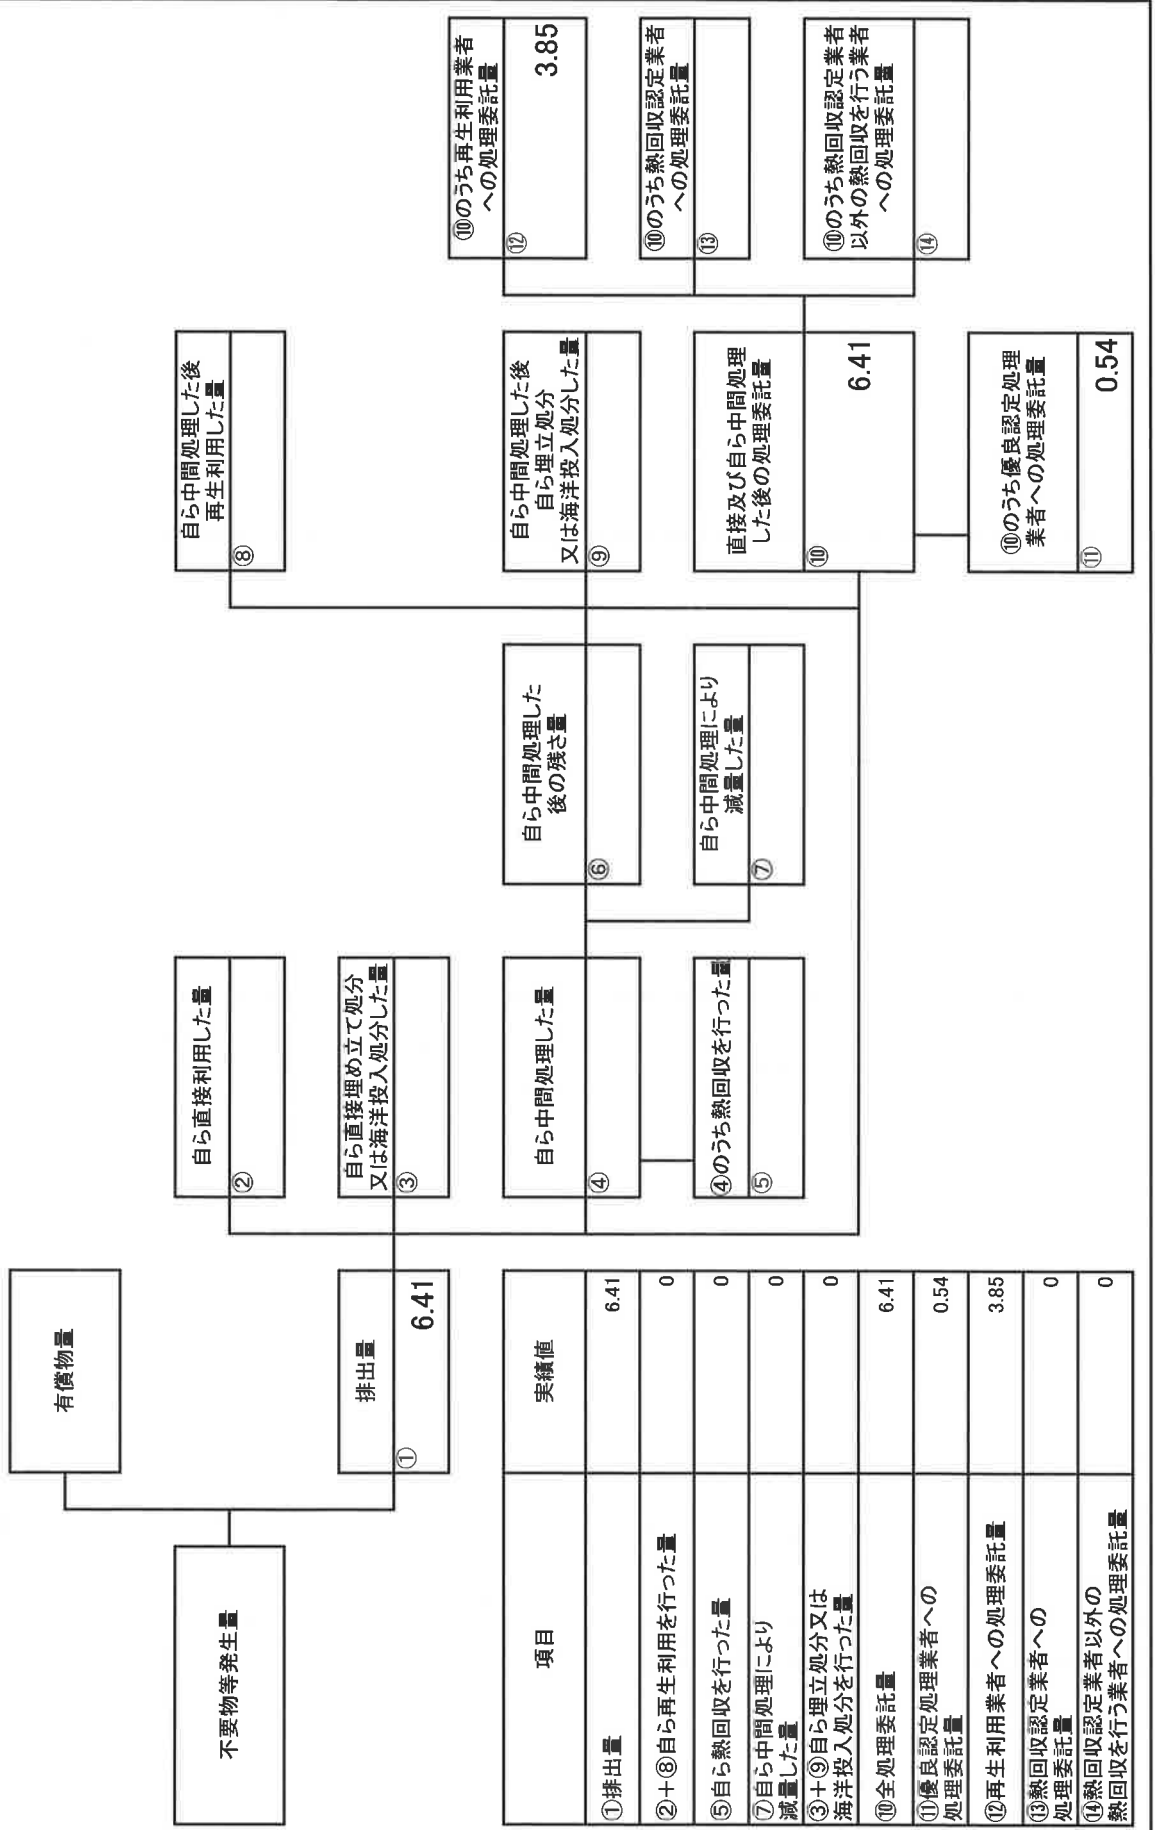 不要物等発生量
有償物量
排出量
①
6.41
自ら直接利用した量
②
自ら直接埋め立て処分
又は海洋投入処分した量
③
自ら中間処理した量
④
④のうち熱回収を行った量
⑤
自ら中間処理した
後の残さ量
⑥
自ら中間処理により
減量した量
⑦
自ら中間処理した後
再生利用した量
⑧
自ら中間処理した後
自ら埋立処分
又は海洋投入処分した量
⑨
直接及び自ら中間処理
した後の処理委託量
⑩
6.41
⑩のうち優良認定処理
業者への処理委託量
⑪
0.54
⑩のうち再生利用業者
への処理委託量
⑫
3.85
⑩のうち熱回収認定業者
への処理委託量
⑬
⑩のうち熱回収認定業者
以外の熱回収を行う業者
への処理委託量
⑭
項目 実績値
①排出量 6.41
②+⑧自ら再生利用を行った量 0
⑤自ら熱回収を行った量 0
⑦自ら中間処理により
減量した量 0
③+⑨自ら埋立処分又は
海洋投入処分を行った量 0
⑩全処理委託量 6.41
⑪優良認定処理業者への
処理委託量 0.54
⑫再生利用業者への処理委託量 3.85
⑬熱回収認定業者への
処理委託量 0
⑭熱回収認定業者以外の
熱回収を行う業者への処理委託量 0